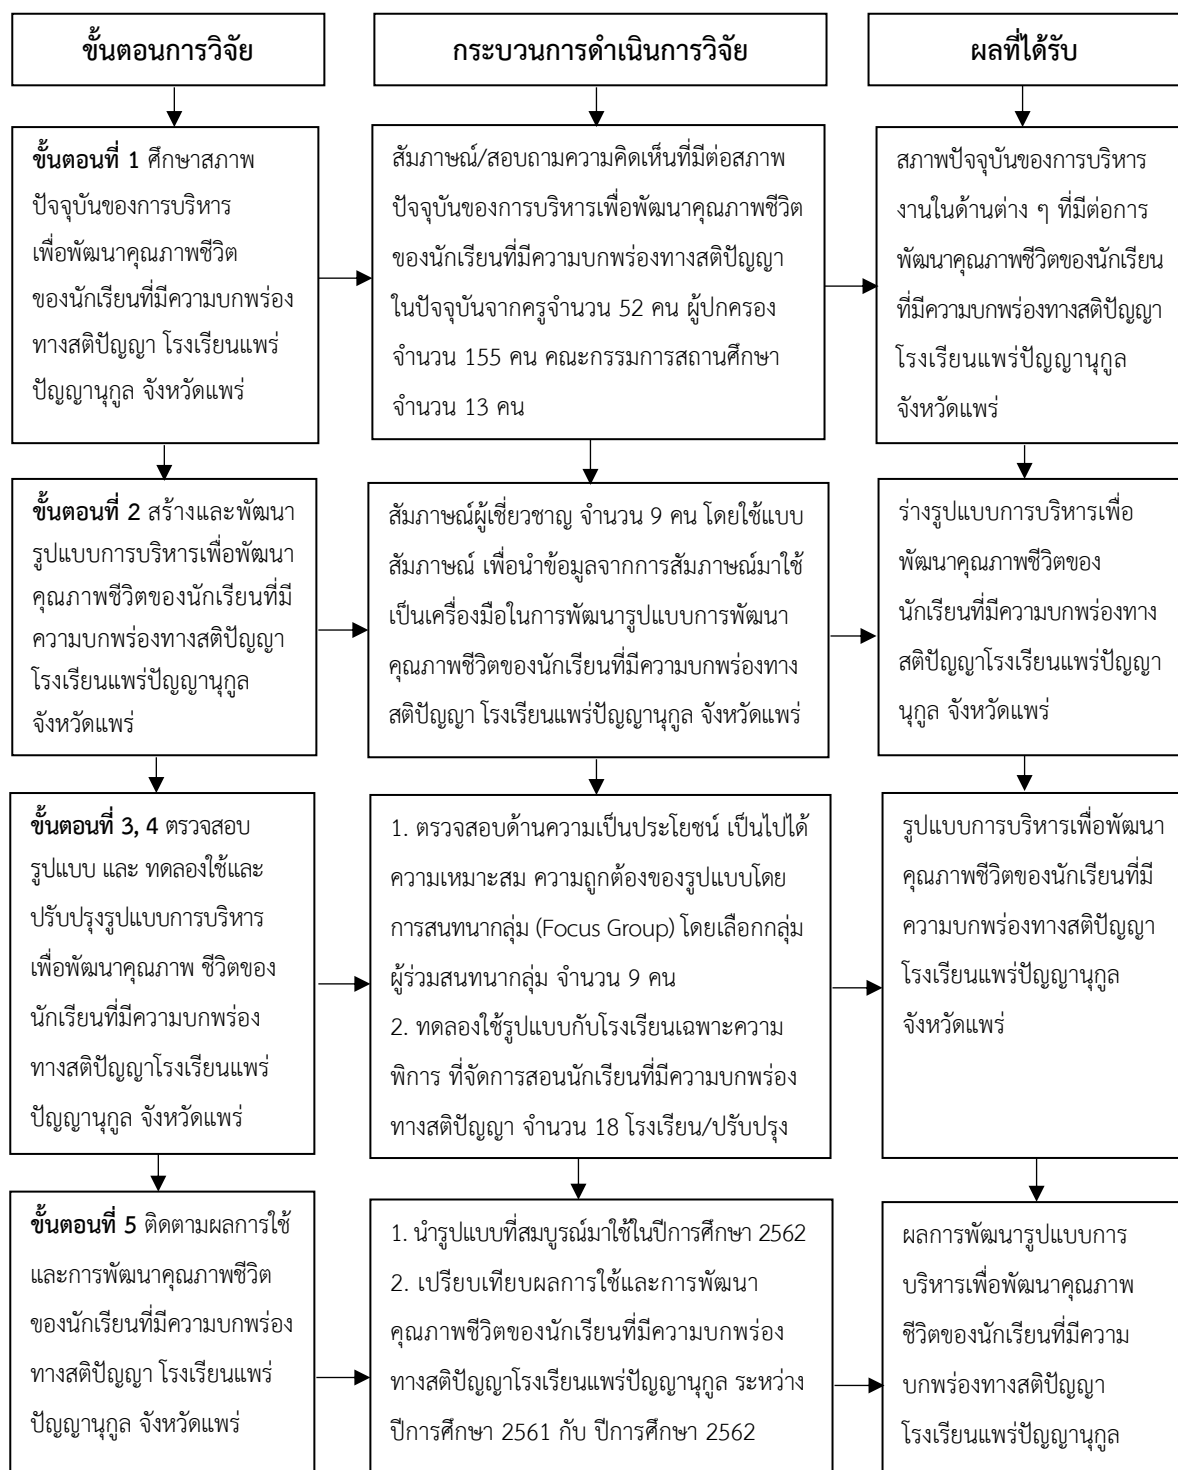 ขั้นตอนการวิจัย
กระบวนการดำเนินการวิจัย
ผลที่ได้รับ
ขั้นตอนที่ 1 ศึกษาสภาพ
ปัจจุบันของการบริหาร
เพื่อพัฒนาคุณภาพชีวิต
ของนักเรียนที่มีความบกพร่อง
ทางสติปัญญา โรงเรียนแพร่
ปัญญานุกูล จังหวัดแพร่
สัมภาษณ์/สอบถามความคิดเห็นที่มีต่อสภาพ
ปัจจุบันของการบริหารเพื่อพัฒนาคุณภาพชีวิต
ของนักเรียนที่มีความบกพร่องทางสติปัญญา
ในปัจจุบันจากครูจำนวน 52 คน ผู้ปกครอง
จำนวน 155 คน คณะกรรมการสถานศึกษา
จำนวน 13 คน
สภาพปัจจุบันของการบริหาร
งานในด้านต่าง ๆ ที่มีต่อการ
พัฒนาคุณภาพชีวิตของนักเรียน
ที่มีความบกพร่องทางสติปัญญา
โรงเรียนแพร่ปัญญานุกูล
จังหวัดแพร่
ขั้นตอนที่ 2 สร้างและพัฒนา
รูปแบบการบริหารเพื่อพัฒนา
คุณภาพชีวิตของนักเรียนที่มี
ความบกพร่องทางสติปัญญา
โรงเรียนแพร่ปัญญานุกูล
จังหวัดแพร่
สัมภาษณ์ผู้เชี่ยวชาญ จำนวน 9 คน โดยใช้แบบ
สัมภาษณ์ เพื่อนำข้อมูลจากการสัมภาษณ์มาใช้
เป็นเครื่องมือในการพัฒนารูปแบบการพัฒนา
คุณภาพชีวิตของนักเรียนที่มีความบกพร่องทาง
สติปัญญา โรงเรียนแพร่ปัญญานุกูล จังหวัดแพร่
ร่างรูปแบบการบริหารเพื่อ
พัฒนาคุณภาพชีวิตของ
นักเรียนที่มีความบกพร่องทาง
สติปัญญาโรงเรียนแพร่ปัญญา
นุกูล จังหวัดแพร่
ขั้นตอนที่ 3, 4 ตรวจสอบ
รูปแบบ และ ทดลองใช้และ
ปรับปรุงรูปแบบการบริหาร
เพื่อพัฒนาคุณภาพ ชีวิตของ
นักเรียนที่มีความบกพร่อง
ทางสติปัญญาโรงเรียนแพร่
ปัญญานุกูล จังหวัดแพร่
1. ตรวจสอบด้านความเป็นประโยชน์ เป็นไปได้
ความเหมาะสม ความถูกต้องของรูปแบบโดย
การสนทนากลุ่ม (Focus Group) โดยเลือกกลุ่ม
ผู้ร่วมสนทนากลุ่ม จำนวน 9 คน
2. ทดลองใช้รูปแบบกับโรงเรียนเฉพาะความ
พิการ ที่จัดการสอนนักเรียนที่มีความบกพร่อง
ทางสติปัญญา จำนวน 18 โรงเรียน/ปรับปรุง
รูปแบบการบริหารเพื่อพัฒนา
คุณภาพชีวิตของนักเรียนที่มี
ความบกพร่องทางสติปัญญา
โรงเรียนแพร่ปัญญานุกูล
จังหวัดแพร่
ขั้นตอนที่ 5 ติดตามผลการใช้
และการพัฒนาคุณภาพชีวิต
ของนักเรียนที่มีความบกพร่อง
ทางสติปัญญา โรงเรียนแพร่
ปัญญานุกูล จังหวัดแพร่
1. นำรูปแบบที่สมบูรณ์มาใช้ในปีการศึกษา 2562
2. เปรียบเทียบผลการใช้และการพัฒนา
คุณภาพชีวิตของนักเรียนที่มีความบกพร่อง
ทางสติปัญญาโรงเรียนแพร่ปัญญานุกูล ระหว่าง
ปีการศึกษา 2561 กับ ปีการศึกษา 2562
ผลการพัฒนารูปแบบการ
บริหารเพื่อพัฒนาคุณภาพ
ชีวิตของนักเรียนที่มีความ
บกพร่องทางสติปัญญา
โรงเรียนแพร่ปัญญานุกูล